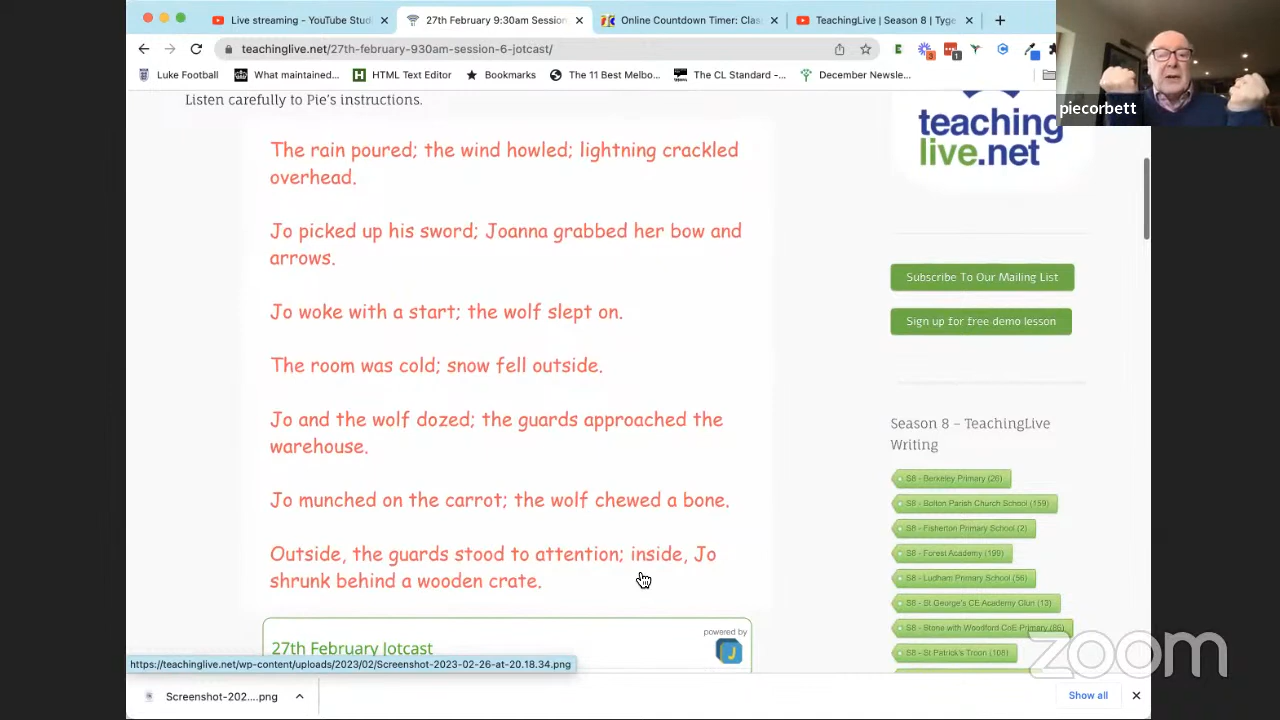 Live streaming - YouTube Stud
27th February 9:30am Session
Online Countdown Timer: Clas
TeachingLive | Season 8 | Tyge
teachinglive.net/27th-february-930am-session-6-jotcast/
Luke Football
What maintained...
HTML Text Editor
Bookmarks
The 11 Best Melbo...
The CL Standard -...
December Newsle...
piecorbett
Listen carefully to Pie's instructions.
The rain poured; the wind howled; lightning crackled
overhead.
Jo picked up his sword; Joanna grabbed her bow and
arrows.
Jo woke with a start; the wolf slept on.
The room was cold; snow fell outside.
Jo and the wolf dozed; the guards approached the
warehouse.
Jo munched on the carrot; the wolf chewed a bone.
Outside, the guards stood to attention; inside, Jo
shrunk behind a wooden crate.
27th February Jotcast
powered by
J
teaching
live.net
Subscribe To Our Mailing List
Sign up for free demo lesson
Season 8 – TeachingLive
Writing
S8 - Berkeley Primary (26)
S8 - Bolton Parish Church School (159)
S8 - Fisherton Primary School (2)
S8 - Forest Academy (199)
S8 - Ludham Primary School (56)
S8 - St George's CE Academy Clun (13)
S8 - Stone with Woodford CoE Primary (86)
S8 - St Patrick's Troon (108)
zoom
https://teachinglive.net/wp-content/uploads/2023/02/Screenshot-2023-02-26-at-20.18.34.png
Screenshot-202....png
Show all